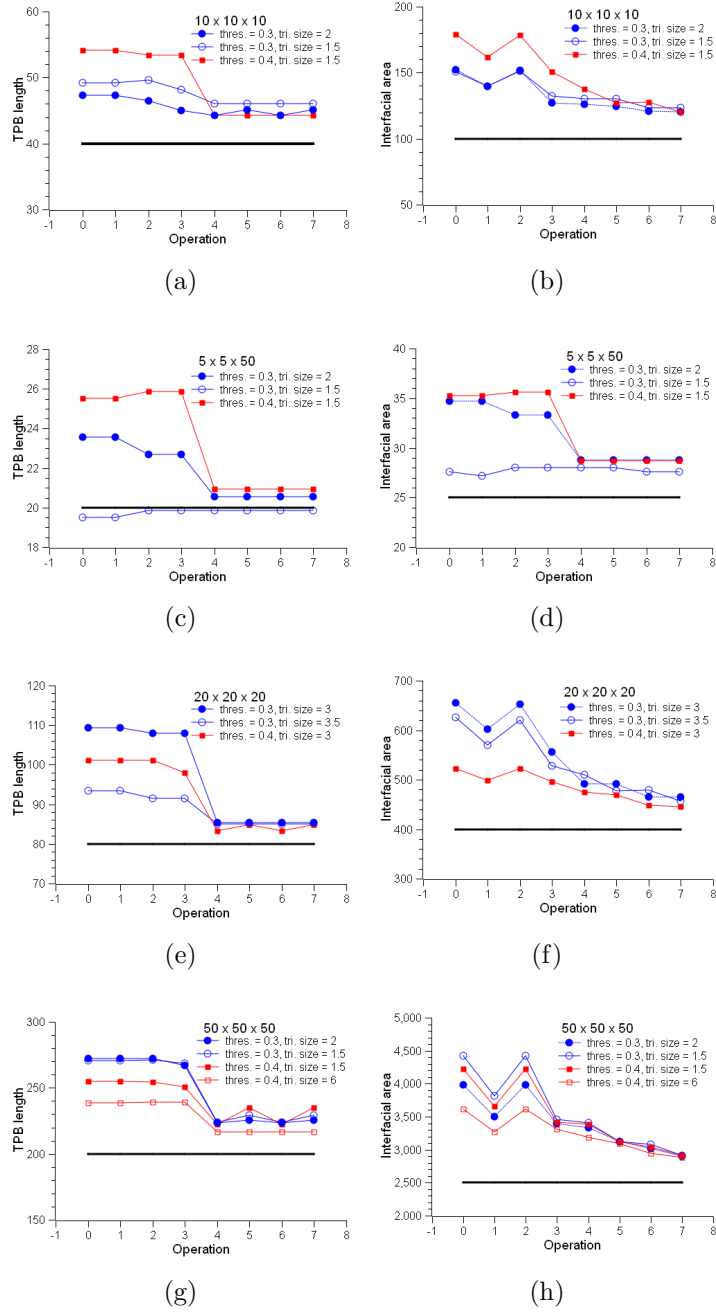 10 x 10 x 10
thres. = 0.3, tri. size = 2
thres. = 0.3, tri. size = 1.5
thres. = 0.4, tri. size = 1.5
TPB length
60
50
40
30
-1 0 1 2 3 4 5 6 7 8
Operation
(a)
10 x 10 x 10
thres. = 0.3, tri. size = 2
thres. = 0.3, tri. size = 1.5
thres. = 0.4, tri. size = 1.5
Interfacial area
200
150
100
50
-1 0 1 2 3 4 5 6 7 8
Operation
(b)
5 x 5 x 50
thres. = 0.3, tri. size = 2
thres. = 0.3, tri. size = 1.5
thres. = 0.4, tri. size = 1.5
TPB length
28
26
24
22
20
18
-1 0 1 2 3 4 5 6 7 8
Operation
(c)
5 x 5 x 50
thres. = 0.3, tri. size = 2
thres. = 0.3, tri. size = 1.5
thres. = 0.4, tri. size = 1.5
Interfacial area
40
35
30
25
20
-1 0 1 2 3 4 5 6 7 8
Operation
(d)
20 x 20 x 20
thres. = 0.3, tri. size = 3
thres. = 0.3, tri. size = 3.5
thres. = 0.4, tri. size = 3
TPB length
120
110
100
90
80
70
-1 0 1 2 3 4 5 6 7 8
Operation
(e)
20 x 20 x 20
thres. = 0.3, tri. size = 3
thres. = 0.3, tri. size = 3.5
thres. = 0.4, tri. size = 3
Interfacial area
700
600
500
400
300
-1 0 1 2 3 4 5 6 7 8
Operation
(f)
50 x 50 x 50
thres. = 0.3, tri. size = 2
thres. = 0.3, tri. size = 1.5
thres. = 0.4, tri. size = 1.5
thres. = 0.4, tri. size = 6
TPB length
300
250
200
150
-1 0 1 2 3 4 5 6 7 8
Operation
(g)
50 x 50 x 50
thres. = 0.3, tri. size = 2
thres. = 0.3, tri. size = 1.5
thres. = 0.4, tri. size = 1.5
thres. = 0.4, tri. size = 6
Interfacial area
5,000
4,500
4,000
3,500
3,000
2,500
2,000
-1 0 1 2 3 4 5 6 7 8
Operation
(h)